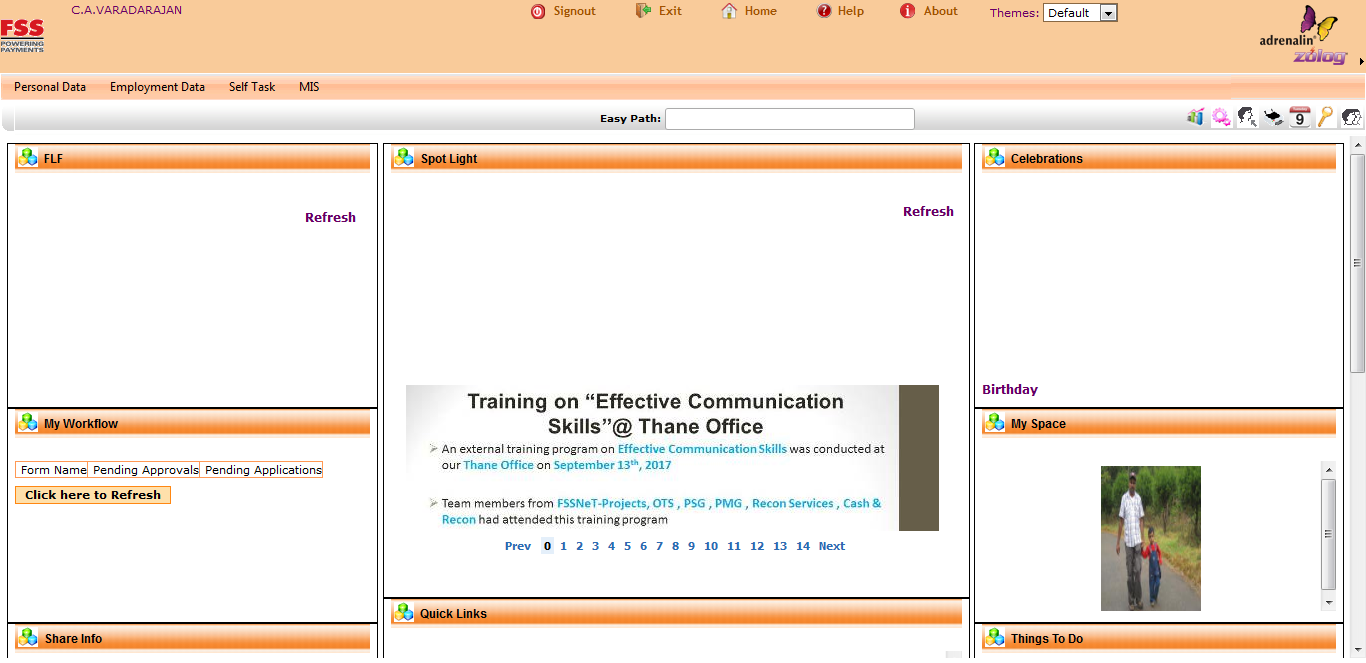 C.A.VARADARAJAN
Signout
Exit
Home
Help
About
Themes: Default
FSS
POWERING
PAYMENTS
adrenalin
zolog
Personal Data
Employment Data
Self Task
MIS
Easy Path:
9
FLF
Refresh
Spot Light
Refresh
Celebrations
Birthday
Training on “Effective Communication
Skills”@ Thane Office
An external training program on Effective Communication Skills was conducted at
our Thane Office on September 13th, 2017
Team members from FSSNeT-Projects, OTS , PSG , PMG , Recon Services , Cash &
Recon had attended this training program
Prev 0 1 2 3 4 5 6 7 8 9 10 11 12 13 14 Next
My Workflow
Form Name Pending Approvals Pending Applications
Click here to Refresh
My Space
Share Info
Quick Links
Things To Do